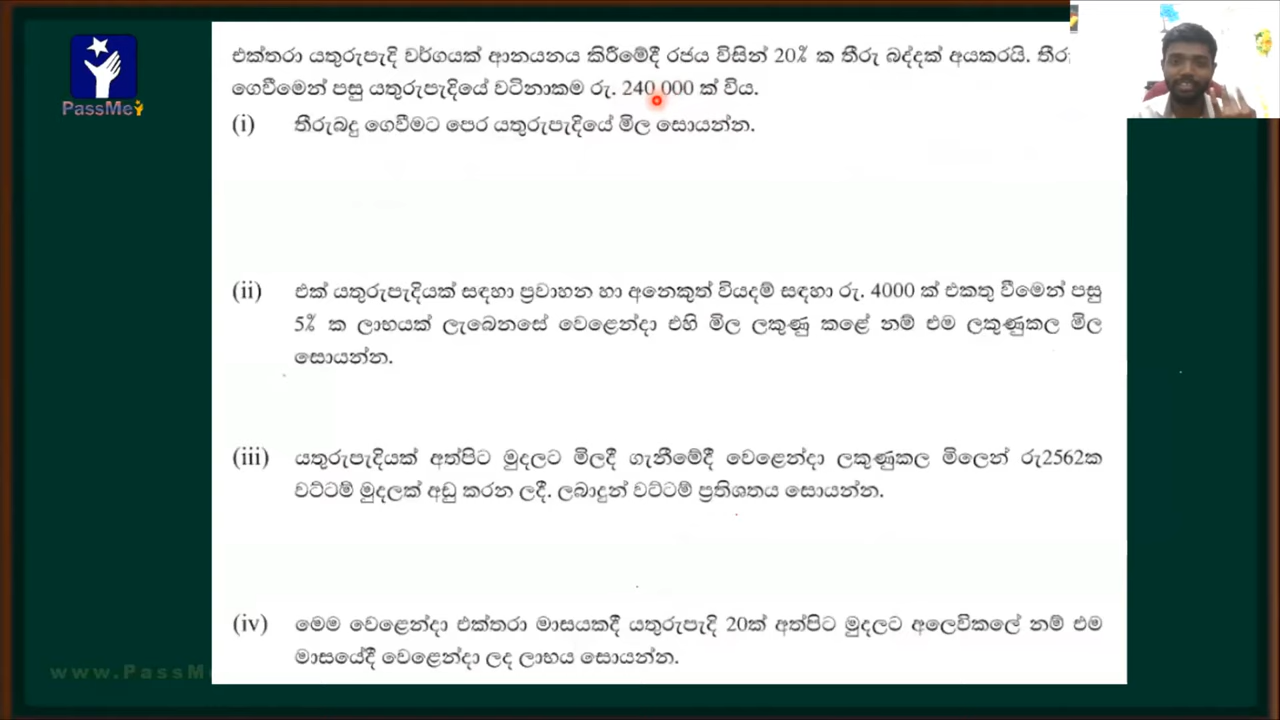 PassMe
එක්තරා යතුරුපැදි වර්ගයක් ආනයනය කිරීමේදී රජය විසින් 20% ක තීරු බද්දක් අයකරයි. තීරු
ගෙවීමෙන් පසු යතුරුපැදියේ වටිනාකම රු. 240 000 ක් විය.
(i) තීරුබදු ගෙවීමට පෙර යතුරුපැදියේ මිල සොයන්න.
(ii) එක් යතුරුපැදියක් සඳහා ප්‍රවාහන හා අනෙකුත් වියදම් සඳහා රු. 4000 ක් එකතු වීමෙන් පසු
5% ක ලාභයක් ලැබෙනසේ වෙළෙන්දා එහි මිල ලකුණු කළේ නම් එම ලකුණුකල මිල
සොයන්න.
(iii) යතුරුපැදියක් අත්පිට මුදලට මිලදී ගැනීමේදී වෙළෙන්දා ලකුණුකල මිලෙන් රු2562ක
වට්ටම් මුදලක් අඩු කරන ලදී. ලබාදුන් වට්ටම් ප්‍රතිශතය සොයන්න.
(iv) මෙම වෙළෙන්දා එක්තරා මාසයකදී යතුරුපැදි 20ක් අත්පිට මුදලට අලෙවිකලේ නම් එම
මාසයේදී වෙළෙන්දා ලද ලාභය සොයන්න.
www.PassMe